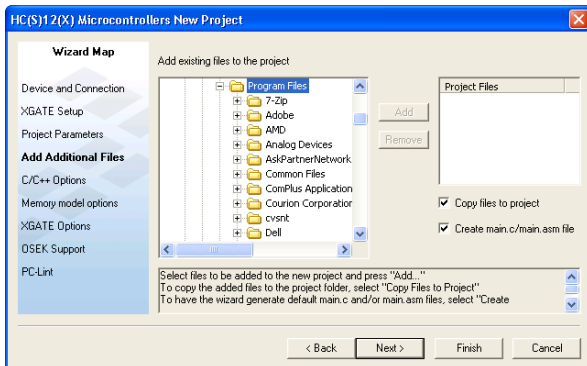 HC(S)12(X) Microcontrollers New Project
Wizard Map
Device and Connection
XGATE Setup
Project Parameters
Add Additional Files
C/C++ Options
Memory model options
XGATE Options
OSEK Support
PC-Lint
Add existing files to the project
Program Files
7-Zip
Adobe
AMD
Analog Devices
AskPartnerNetwork
Common Files
ComPlus Application
Courion Corporation
cvsnt
Dell
Add
Remove
Project Files
Copy files to project
Create main.c/main.asm file
Select files to be added to the new project and press "Add..."
To copy the added files to the project folder, select "Copy Files to Project"
To have the wizard generate default main.c and/or main.asm files, select "Create
< Back
Next >
Finish
Cancel